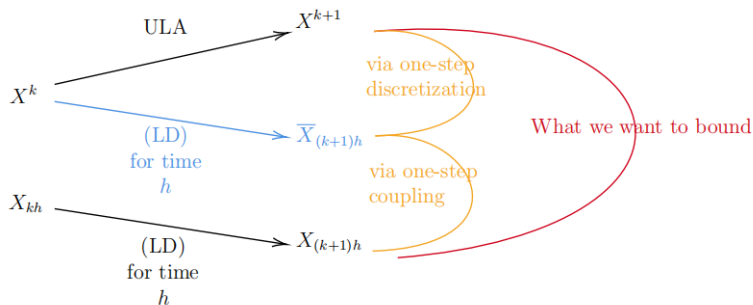 ULA
$X^{k+1}$
$X^k$
via one-step
discretization
(LD)
for time
$h$
$\overline{X}_{(k+1)h}$
What we want to bound
via one-step
coupling
$X_{kh}$
(LD)
for time
$h$
$X_{(k+1)h}$